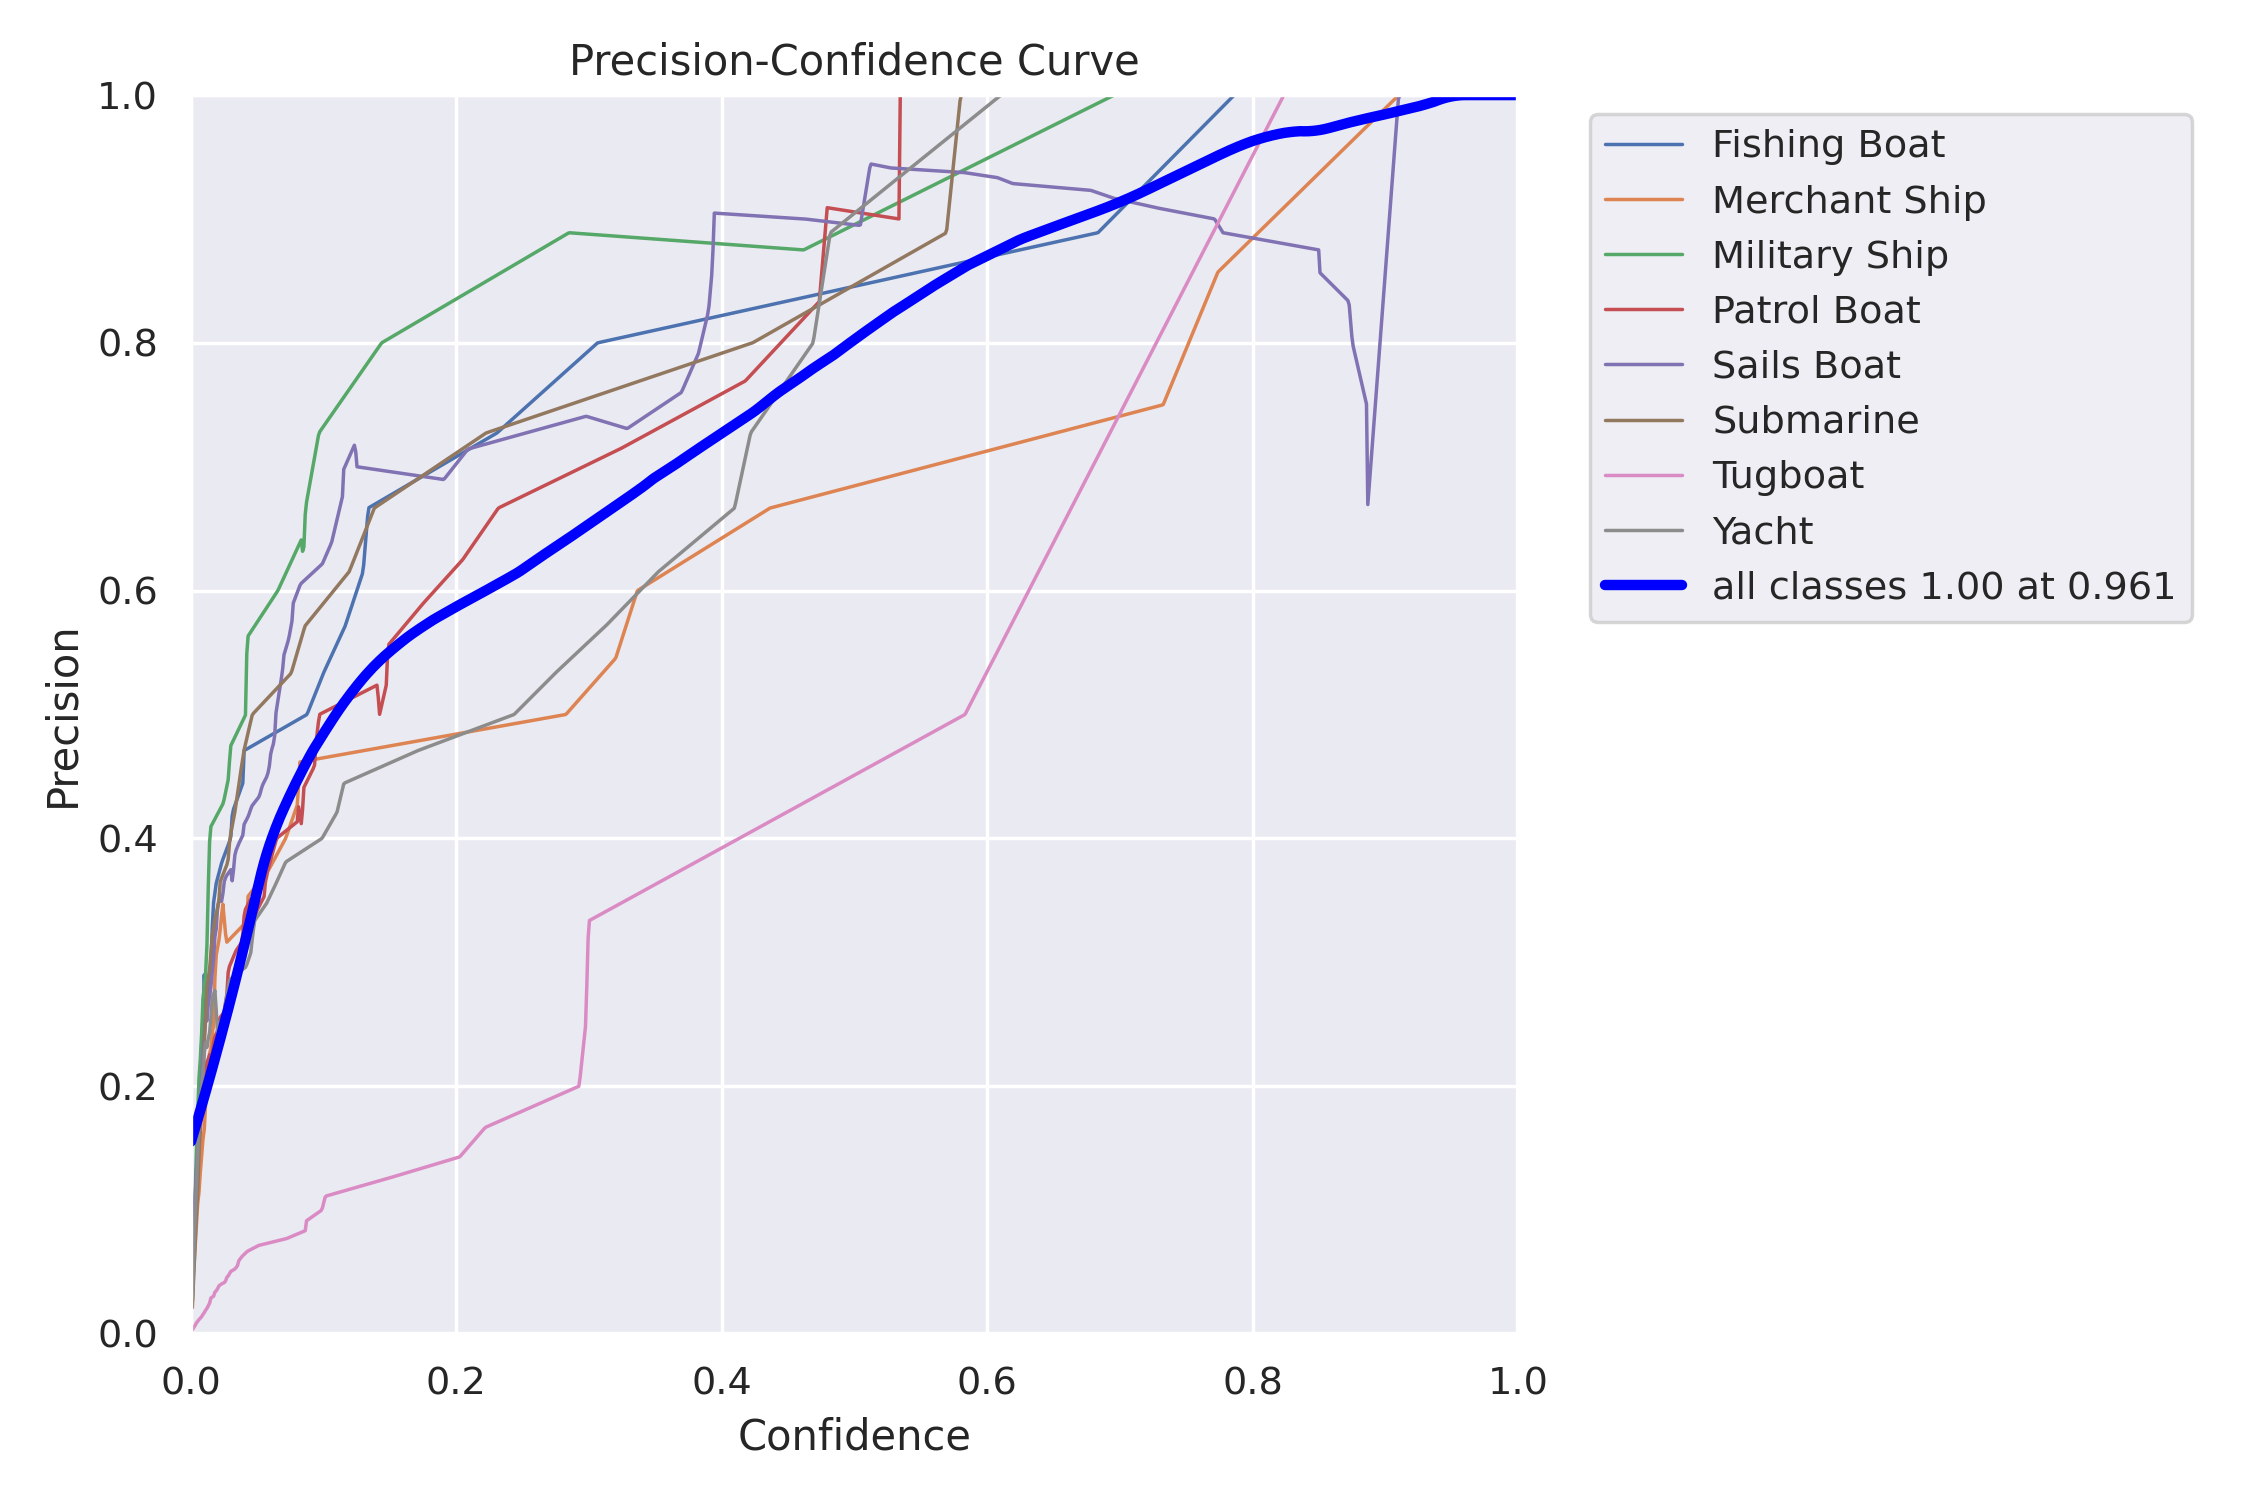 Precision-Confidence Curve
1.0
0.8
0.6
0.4
0.2
0.0
Precision
0.0 0.2 0.4 0.6 0.8 1.0
Confidence
Fishing Boat
Merchant Ship
Military Ship
Patrol Boat
Sails Boat
Submarine
Tugboat
Yacht
all classes 1.00 at 0.961